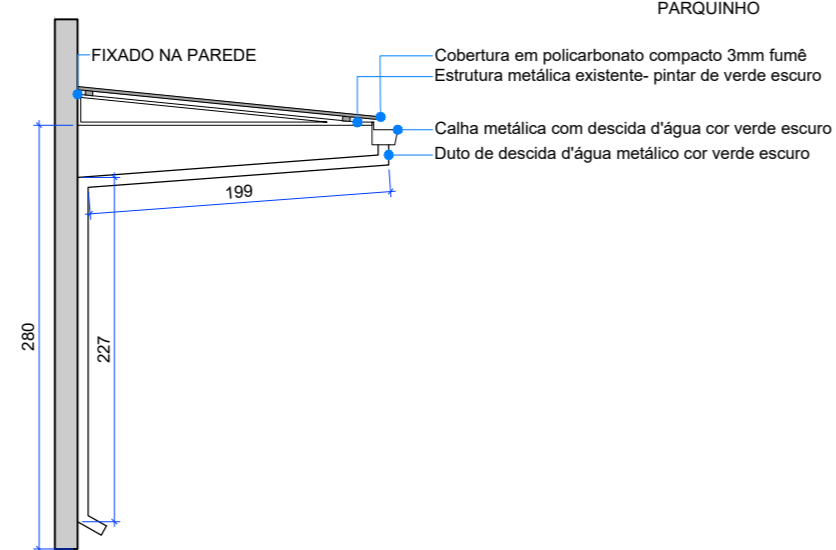 PARQUINHO
FIXADO NA PAREDE
Cobertura em policarbonato compacto 3mm fumê
Estrutura metálica existente- pintar de verde escuro
Calha metálica com descida d'água cor verde escuro
Duto de descida d'água metálico cor verde escuro
199
280
227